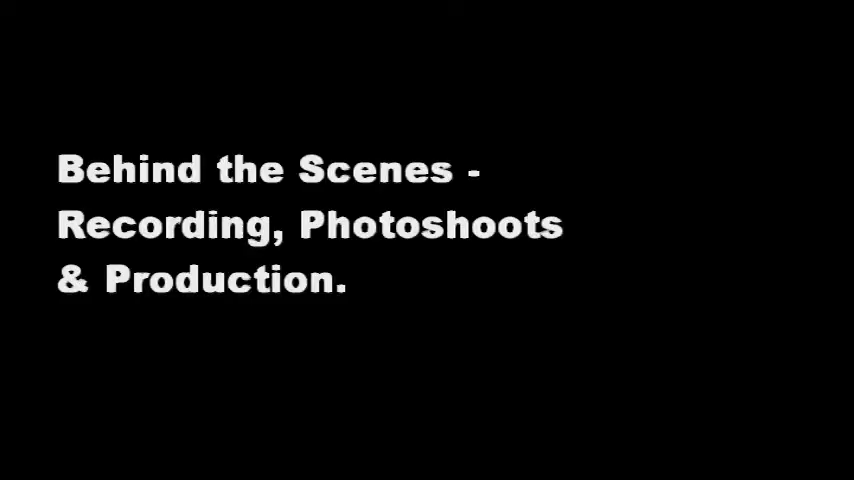 Behind the Scenes -
Recording, Photoshoots
& Production.